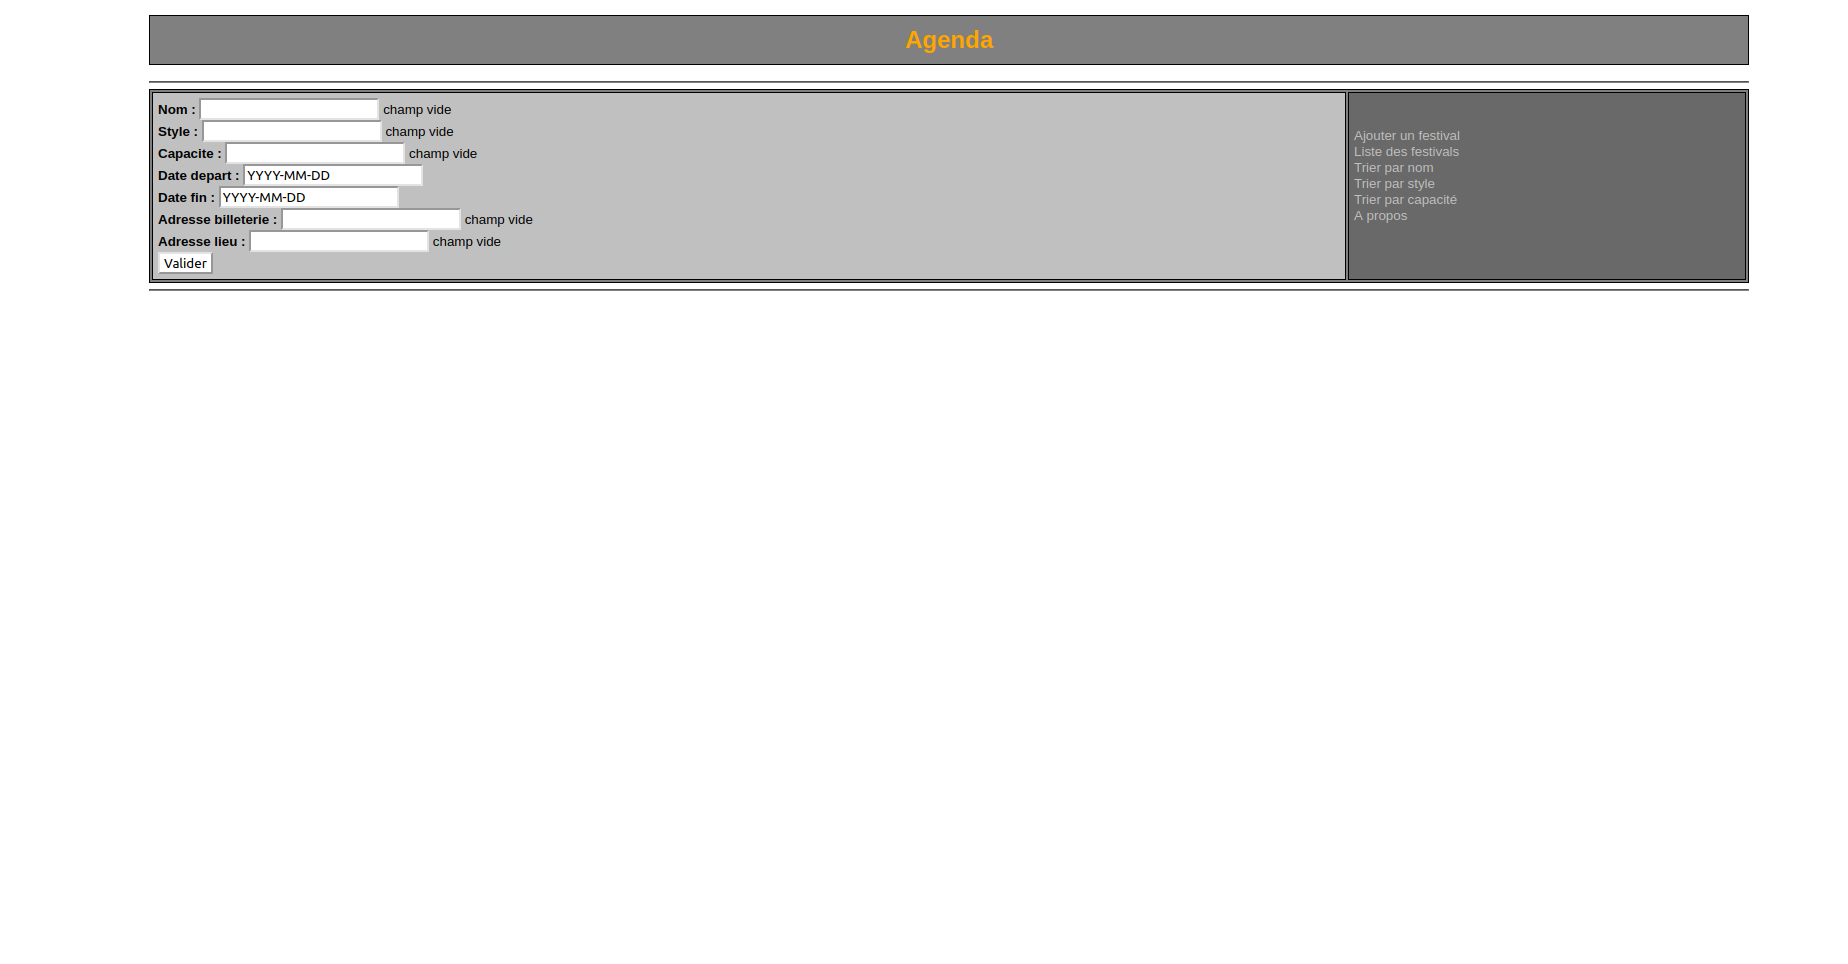 Agenda
Nom : champ vide
Style : champ vide
Capacite : champ vide
Date depart : YYYY-MM-DD
Date fin : YYYY-MM-DD
Adresse billeterie : champ vide
Adresse lieu : champ vide
Valider
Ajouter un festival
Liste des festivals
Trier par nom
Trier par style
Trier par capacité
A propos